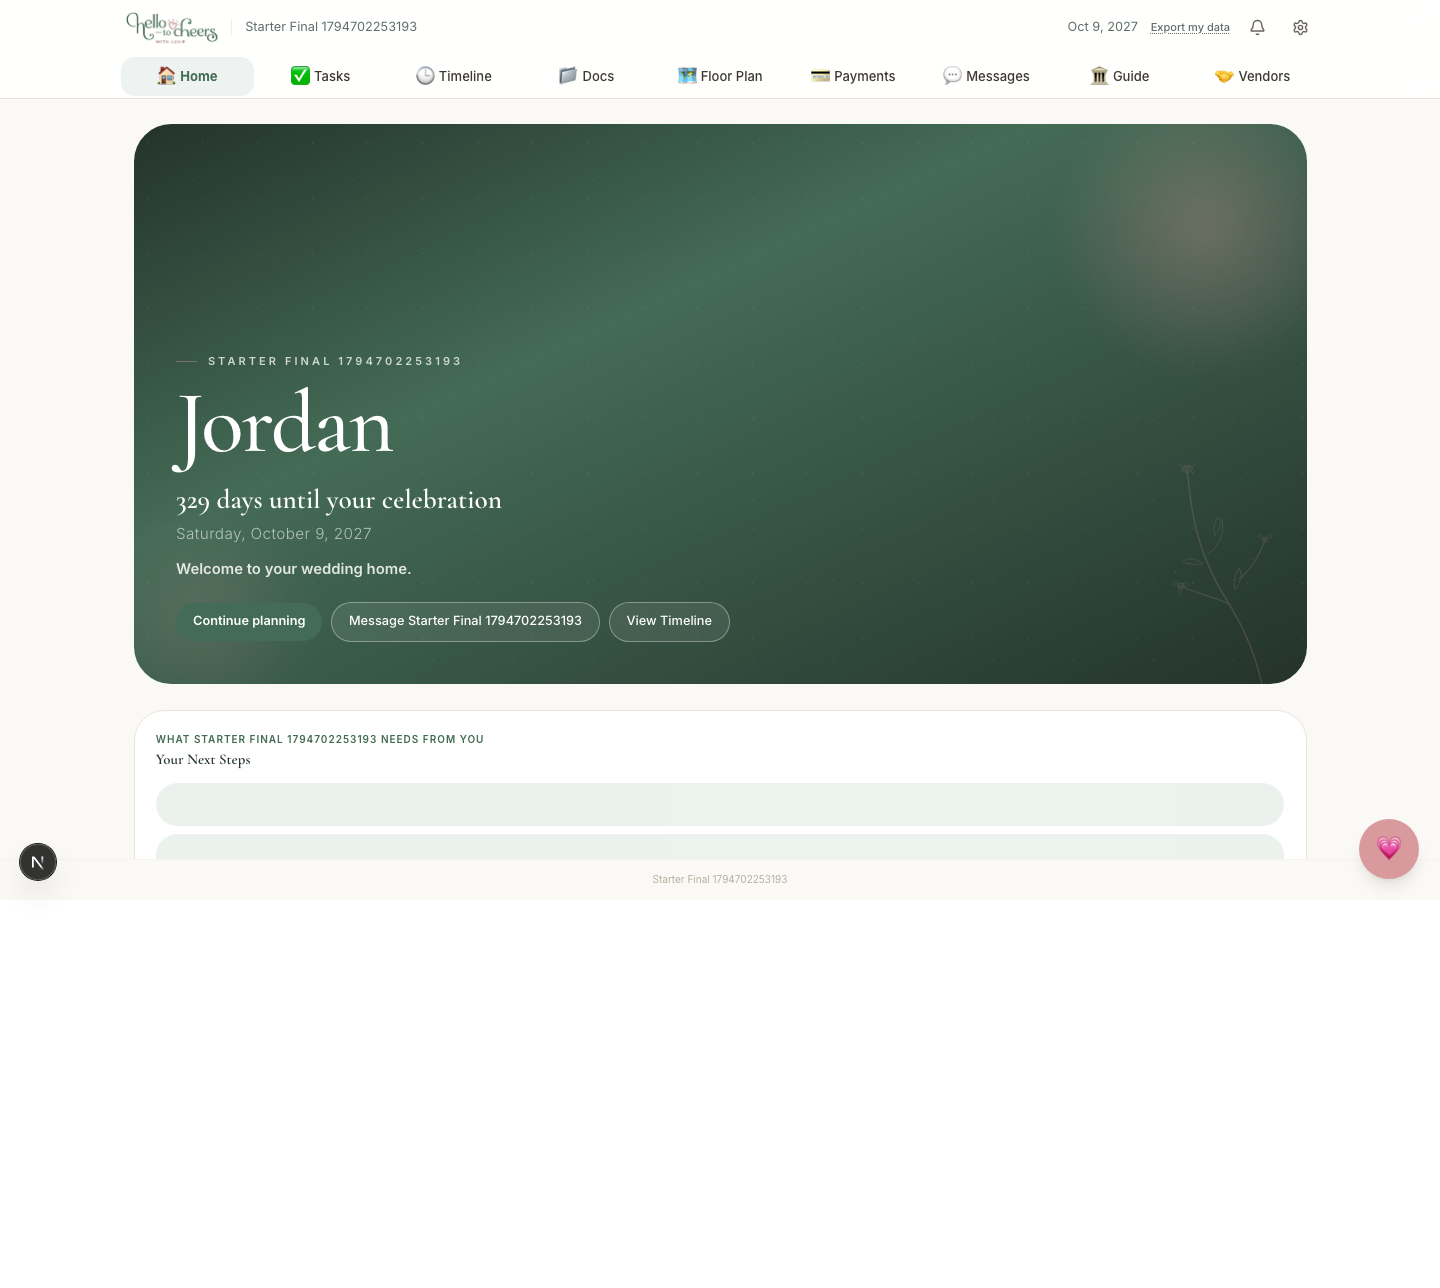 hello
to cheers
WITH LUXE
Starter Final 1794702253193
Oct 9, 2027
Export my data
Home
Tasks
Timeline
Docs
Floor Plan
Payments
Messages
Guide
Vendors
STARTER FINAL 1794702253193
Jordan
329 days until your celebration
Saturday, October 9, 2027
Welcome to your wedding home.
Continue planning
Message Starter Final 1794702253193
View Timeline
WHAT STARTER FINAL 1794702253193 NEEDS FROM YOU
Your Next Steps
N
Starter Final 1794702253193